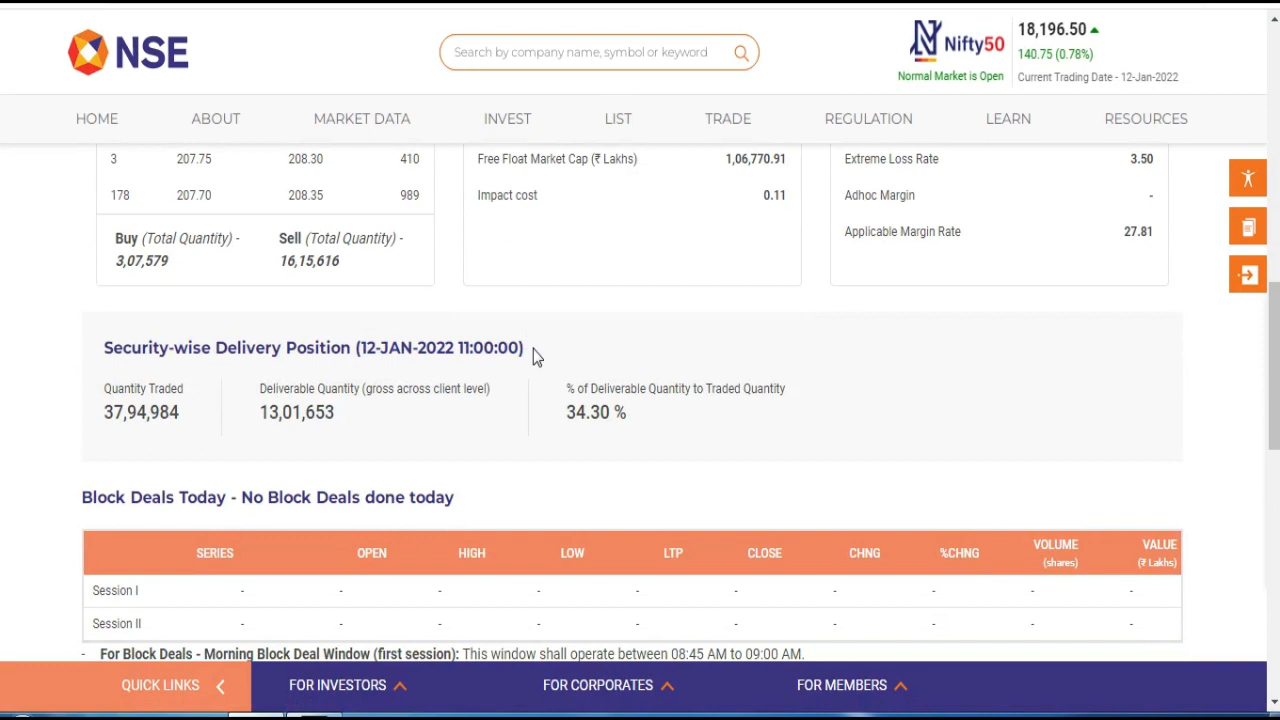 NSE
Search by company name, symbol or keyword
Nifty50
18,196.50
140.75 (0.78%)
Normal Market is Open
Current Trading Date - 12-Jan-2022
HOME ABOUT MARKET DATA INVEST LIST TRADE REGULATION LEARN RESOURCES
3 207.75 208.30 410
178 207.70 208.35 989
Buy (Total Quantity) - Sell (Total Quantity) -
3,07,579 16,15,616
Free Float Market Cap (₹ Lakhs) 1,06,770.91
Impact cost 0.11
Extreme Loss Rate 3.50
Adhoc Margin -
Applicable Margin Rate 27.81
Security-wise Delivery Position (12-JAN-2022 11:00:00)
Quantity Traded Deliverable Quantity (gross across client level) % of Deliverable Quantity to Traded Quantity
37,94,984 13,01,653 34.30 %
Block Deals Today - No Block Deals done today
SERIES OPEN HIGH LOW LTP CLOSE CHNG %CHNG VOLUME (shares) VALUE (₹ Lakhs)
Session I - - - - - - - - - -
Session II - - - - - - - - - -
- For Block Deals - Morning Block Deal Window (first session): This window shall operate between 08:45 AM to 09:00 AM.
QUICK LINKS FOR INVESTORS FOR CORPORATES FOR MEMBERS